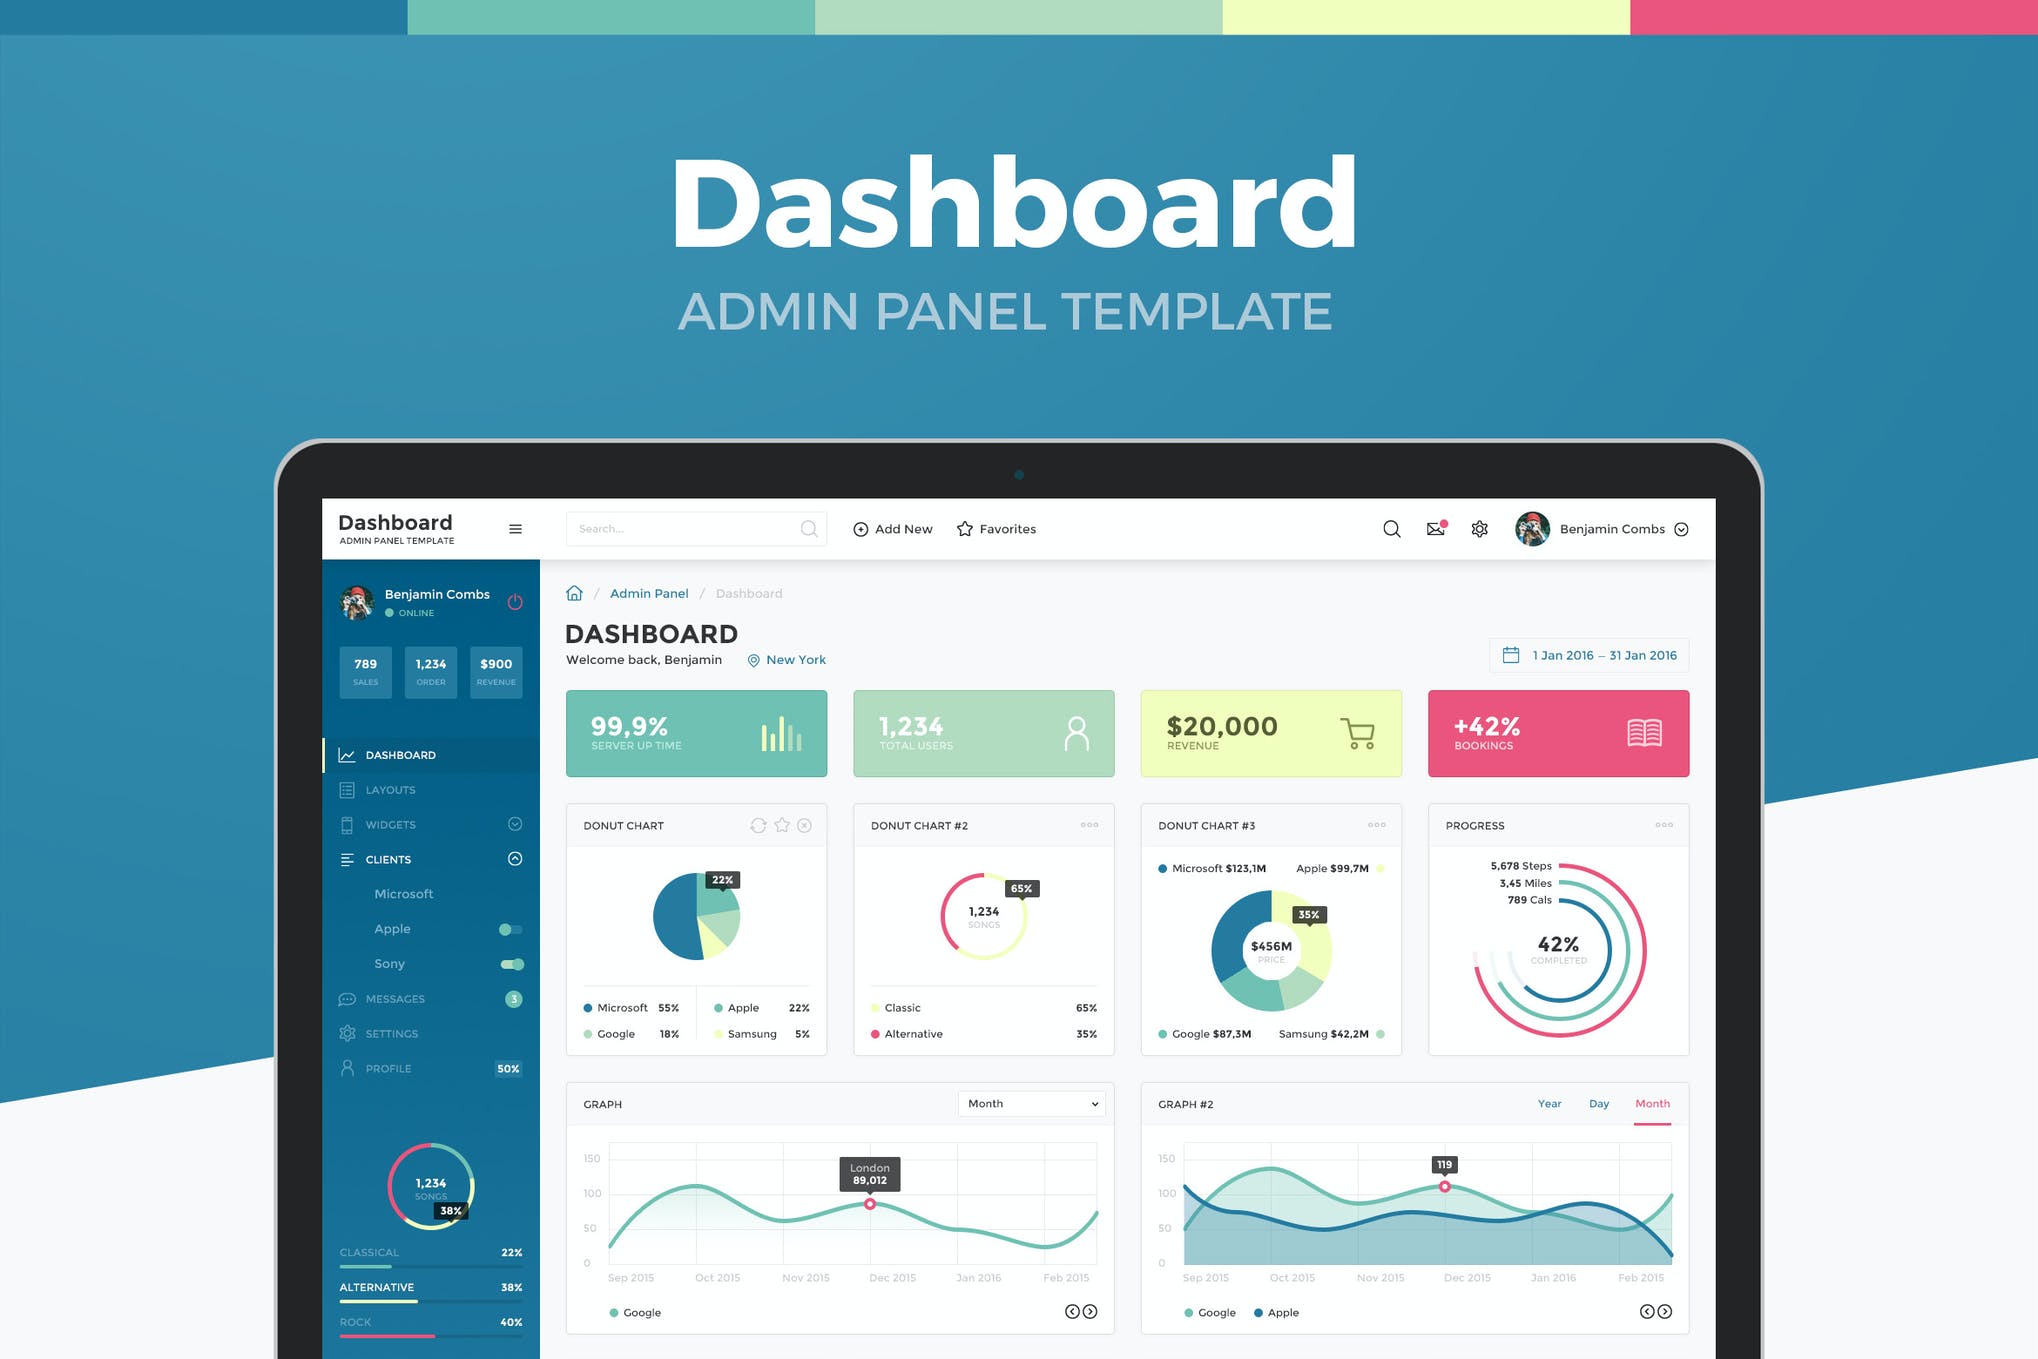 Dashboard
ADMIN PANEL TEMPLATE
Dashboard
ADMIN PANEL TEMPLATE
Search...
Add New
Favorites
Benjamin Combs
Benjamin Combs
ONLINE
789
SALES
1,234
ORDER
$900
REVENUE
DASHBOARD
LAYOUTS
WIDGETS
CLIENTS
Microsoft
Apple
Sony
MESSAGES 3
SETTINGS
PROFILE 50%
1,234
SONGS
38%
CLASSICAL 22%
ALTERNATIVE 38%
ROCK 40%
/ Admin Panel / Dashboard
DASHBOARD
Welcome back, Benjamin New York
1 Jan 2016 – 31 Jan 2016
99,9%
SERVER UP TIME
1,234
TOTAL USERS
$20,000
REVENUE
+42%
BOOKINGS
DONUT CHART
22%
Microsoft 55% Apple 22%
Google 18% Samsung 5%
DONUT CHART #2
65%
1,234
SONGS
Classic 65%
Alternative 35%
DONUT CHART #3
Microsoft $123,1M Apple $99,7M
35%
$456M
PRICE
Google $87,3M Samsung $42,2M
PROGRESS
5,678 Steps
3,45 Miles
789 Cals
42%
COMPLETED
GRAPH Month
150
100
50
0
London
89,012
Sep 2015 Oct 2015 Nov 2015 Dec 2015 Jan 2016 Feb 2015
Google
GRAPH #2 Year Day Month
150
100
50
0
119
Sep 2015 Oct 2015 Nov 2015 Dec 2015 Jan 2016 Feb 2015
Google Apple